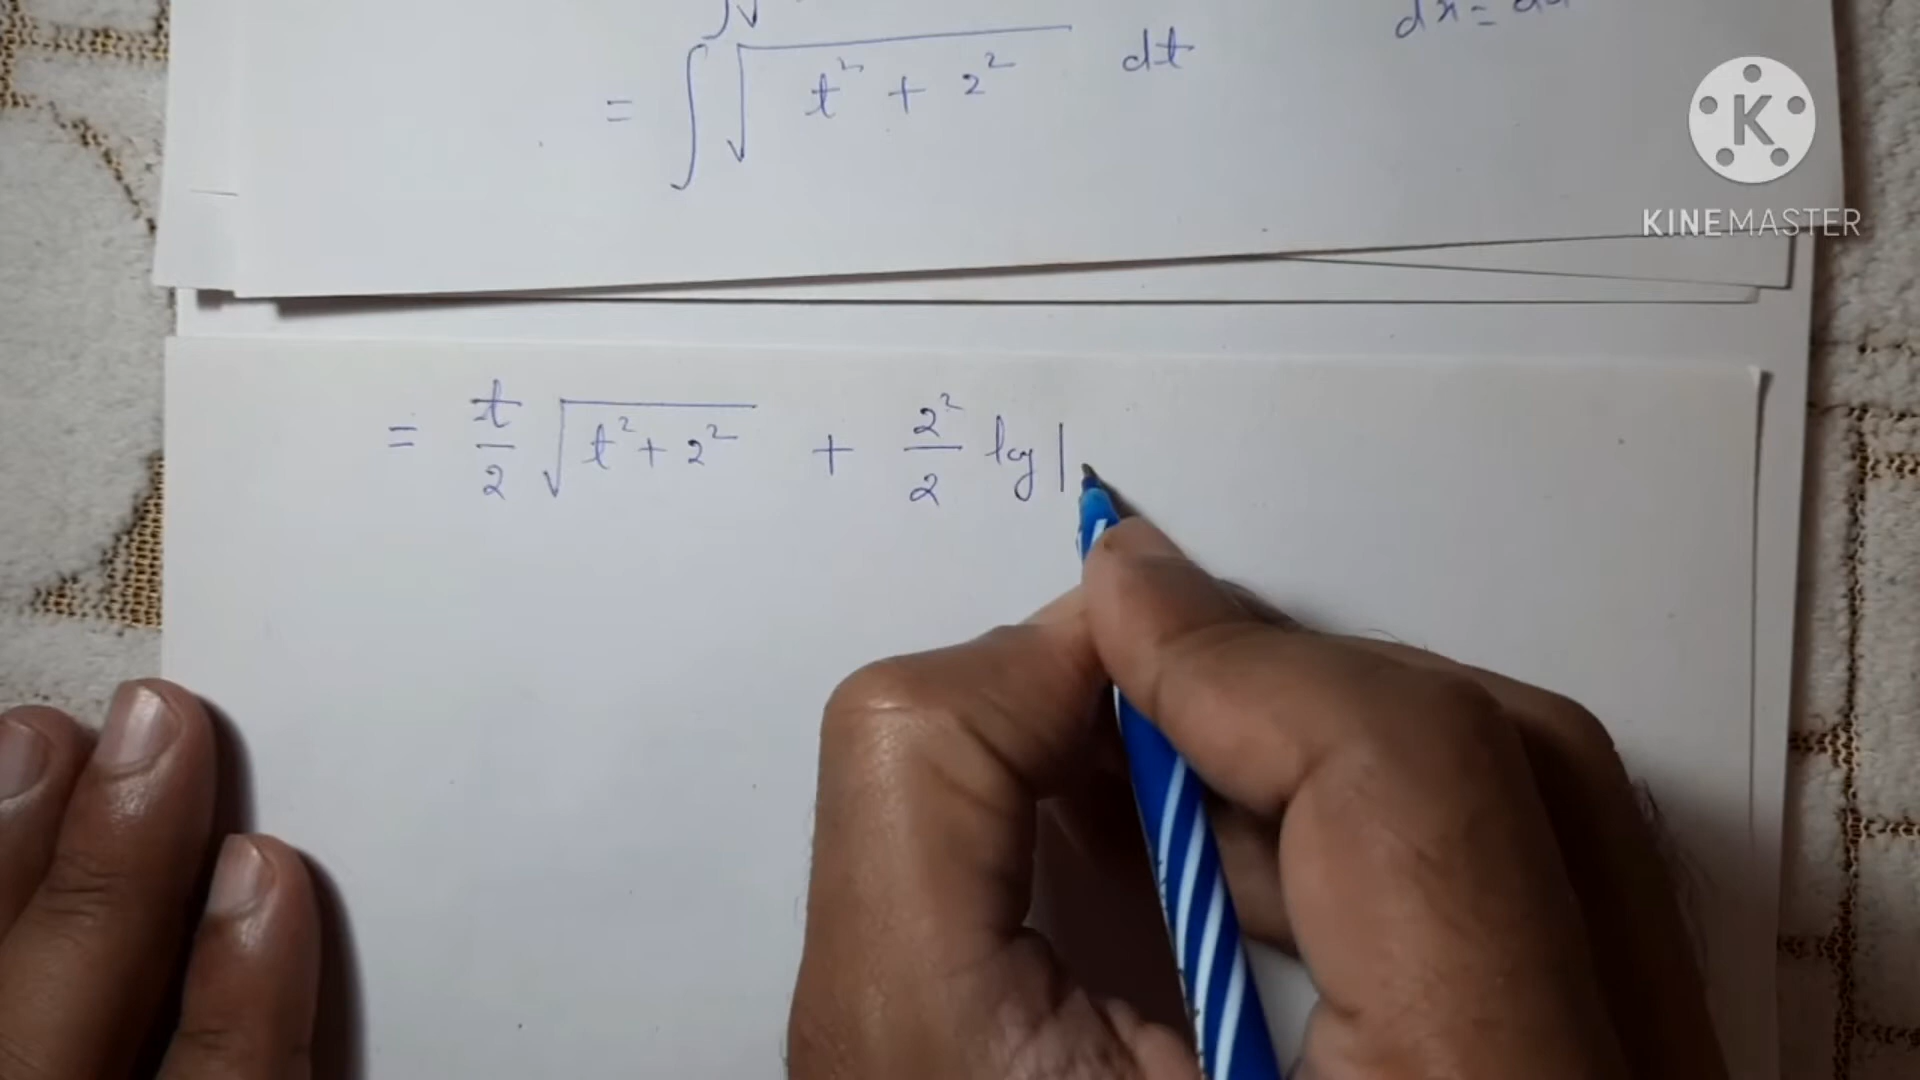 dx = d
= ∫ √ t² + 2² dt
K
KINEMASTER
= t/2 √ t² + 2² + 2²/2 log |